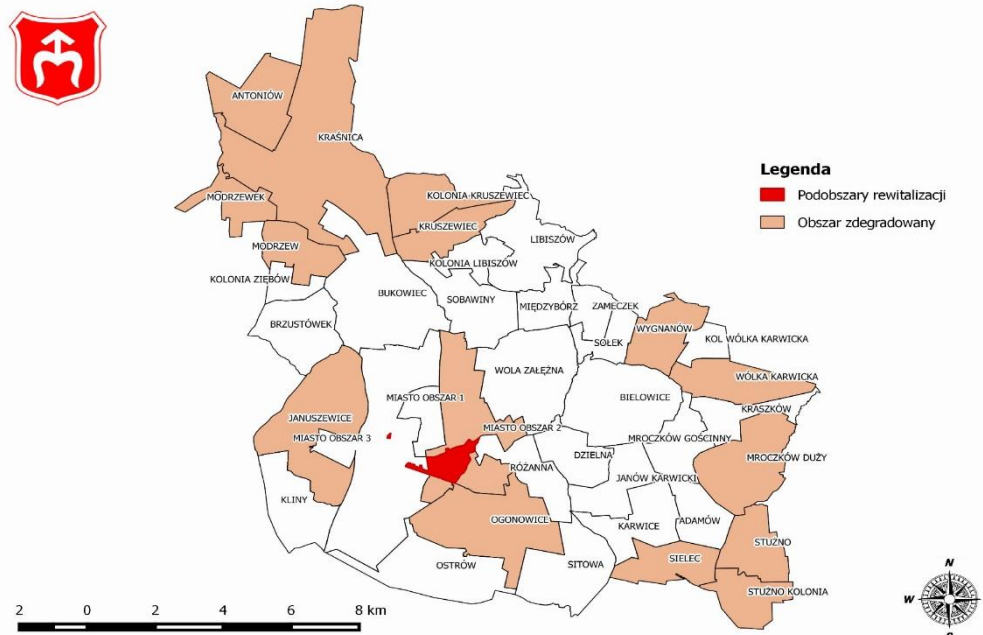 ANTONIÓW
KRAŚNICA
Legenda
Podobszary rewitalizacji
Obszar zdegradowany
MODRZEWEK
KOLONIA-KRUSZEWIEC
KRUSZEWIEC
LIBISZÓW
MODRZEW
KOLONIA LIBISZÓW
KOLONIA ZIĘBÓW
BUKOWIEC
SOBAWINY
MIĘDZYBÓRZ
ZAMECZEK
BRZUSTÓWEK
WYGNANÓW
KOL WÓLKA KARWICKA
SOŁEK
WOLA ZAŁĘŻNA
WÓLKA KARWICKA
MIASTO OBSZAR 1
BIELOWICE
KRASZKÓW
JANUSZEWICE
MIASTO OBSZAR 2
MIASTO OBSZAR 3
MROCZKÓW GOŚCINNY
DZIELNA
MROCZKÓW DUŻY
RÓŻANNA
JANÓW KARWICKI
KLINY
OGONOWICE
KARWICE
ADAMÓW
STUŻNO
OSTRÓW
SITOWA
SIELEC
STUŻNO KOLONIA
N
W
S
2 0 2 4 6 8 km